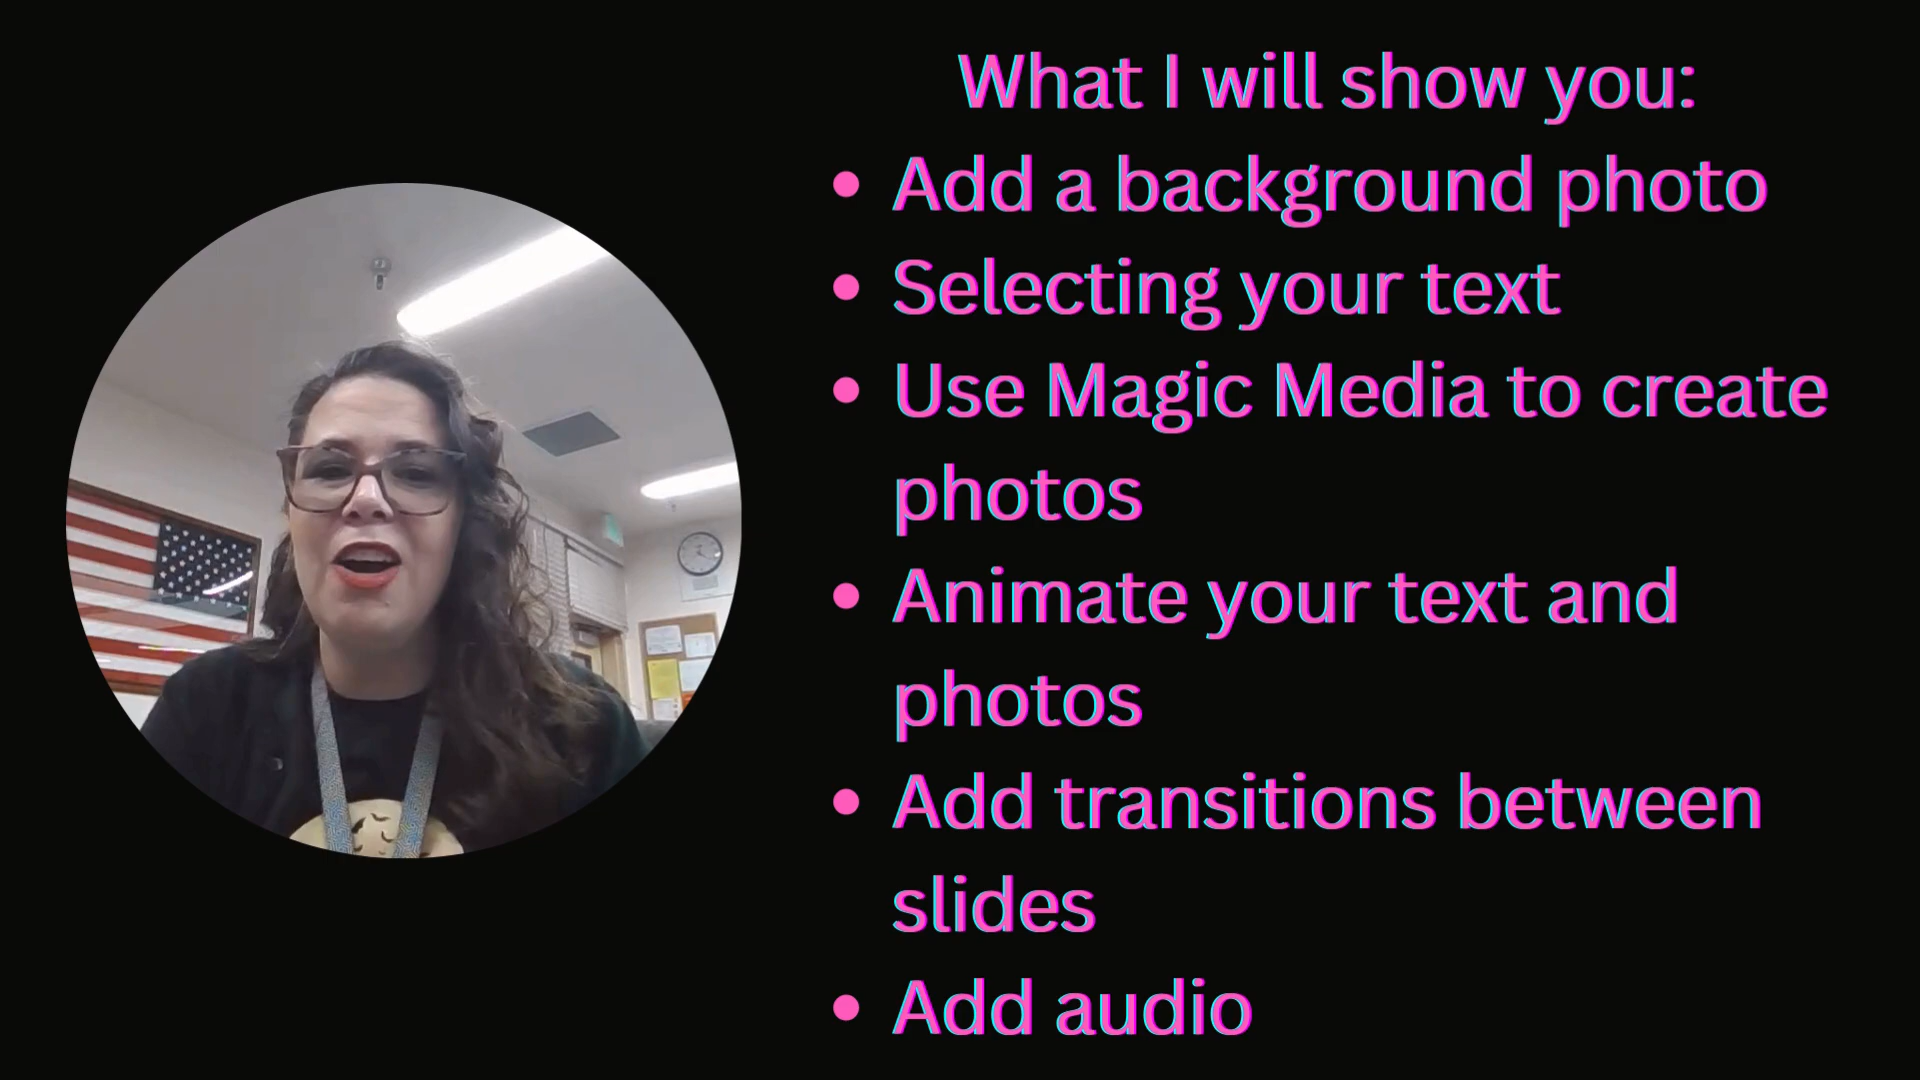 What I will show you:
• Add a background photo
• Selecting your text
• Use Magic Media to create
photos
• Animate your text and
photos
• Add transitions between
slides
• Add audio